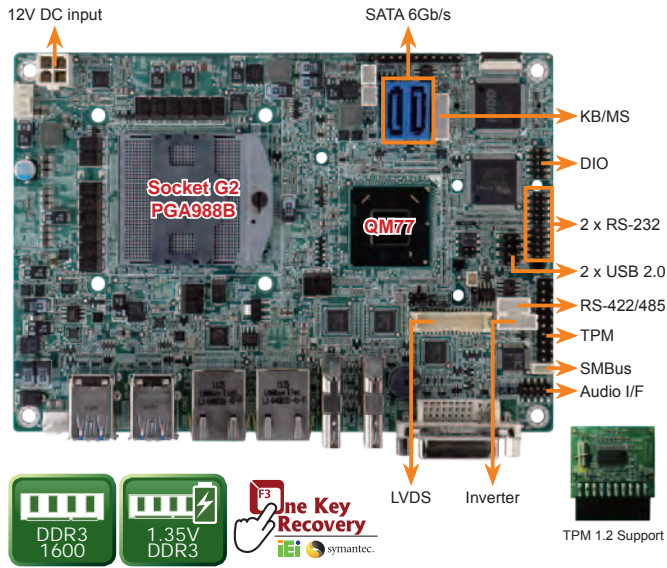 12V DC input
SATA 6Gb/s
KB/MS
DIO
Socket G2
PGA988B
QM77
2 x RS-232
2 x USB 2.0
RS-422/485
TPM
SMBus
Audio I/F
LVDS
Inverter
TPM 1.2 Support
DDR3
1600
1.35V
DDR3
F3
One Key
Recovery
iEi
symantec.